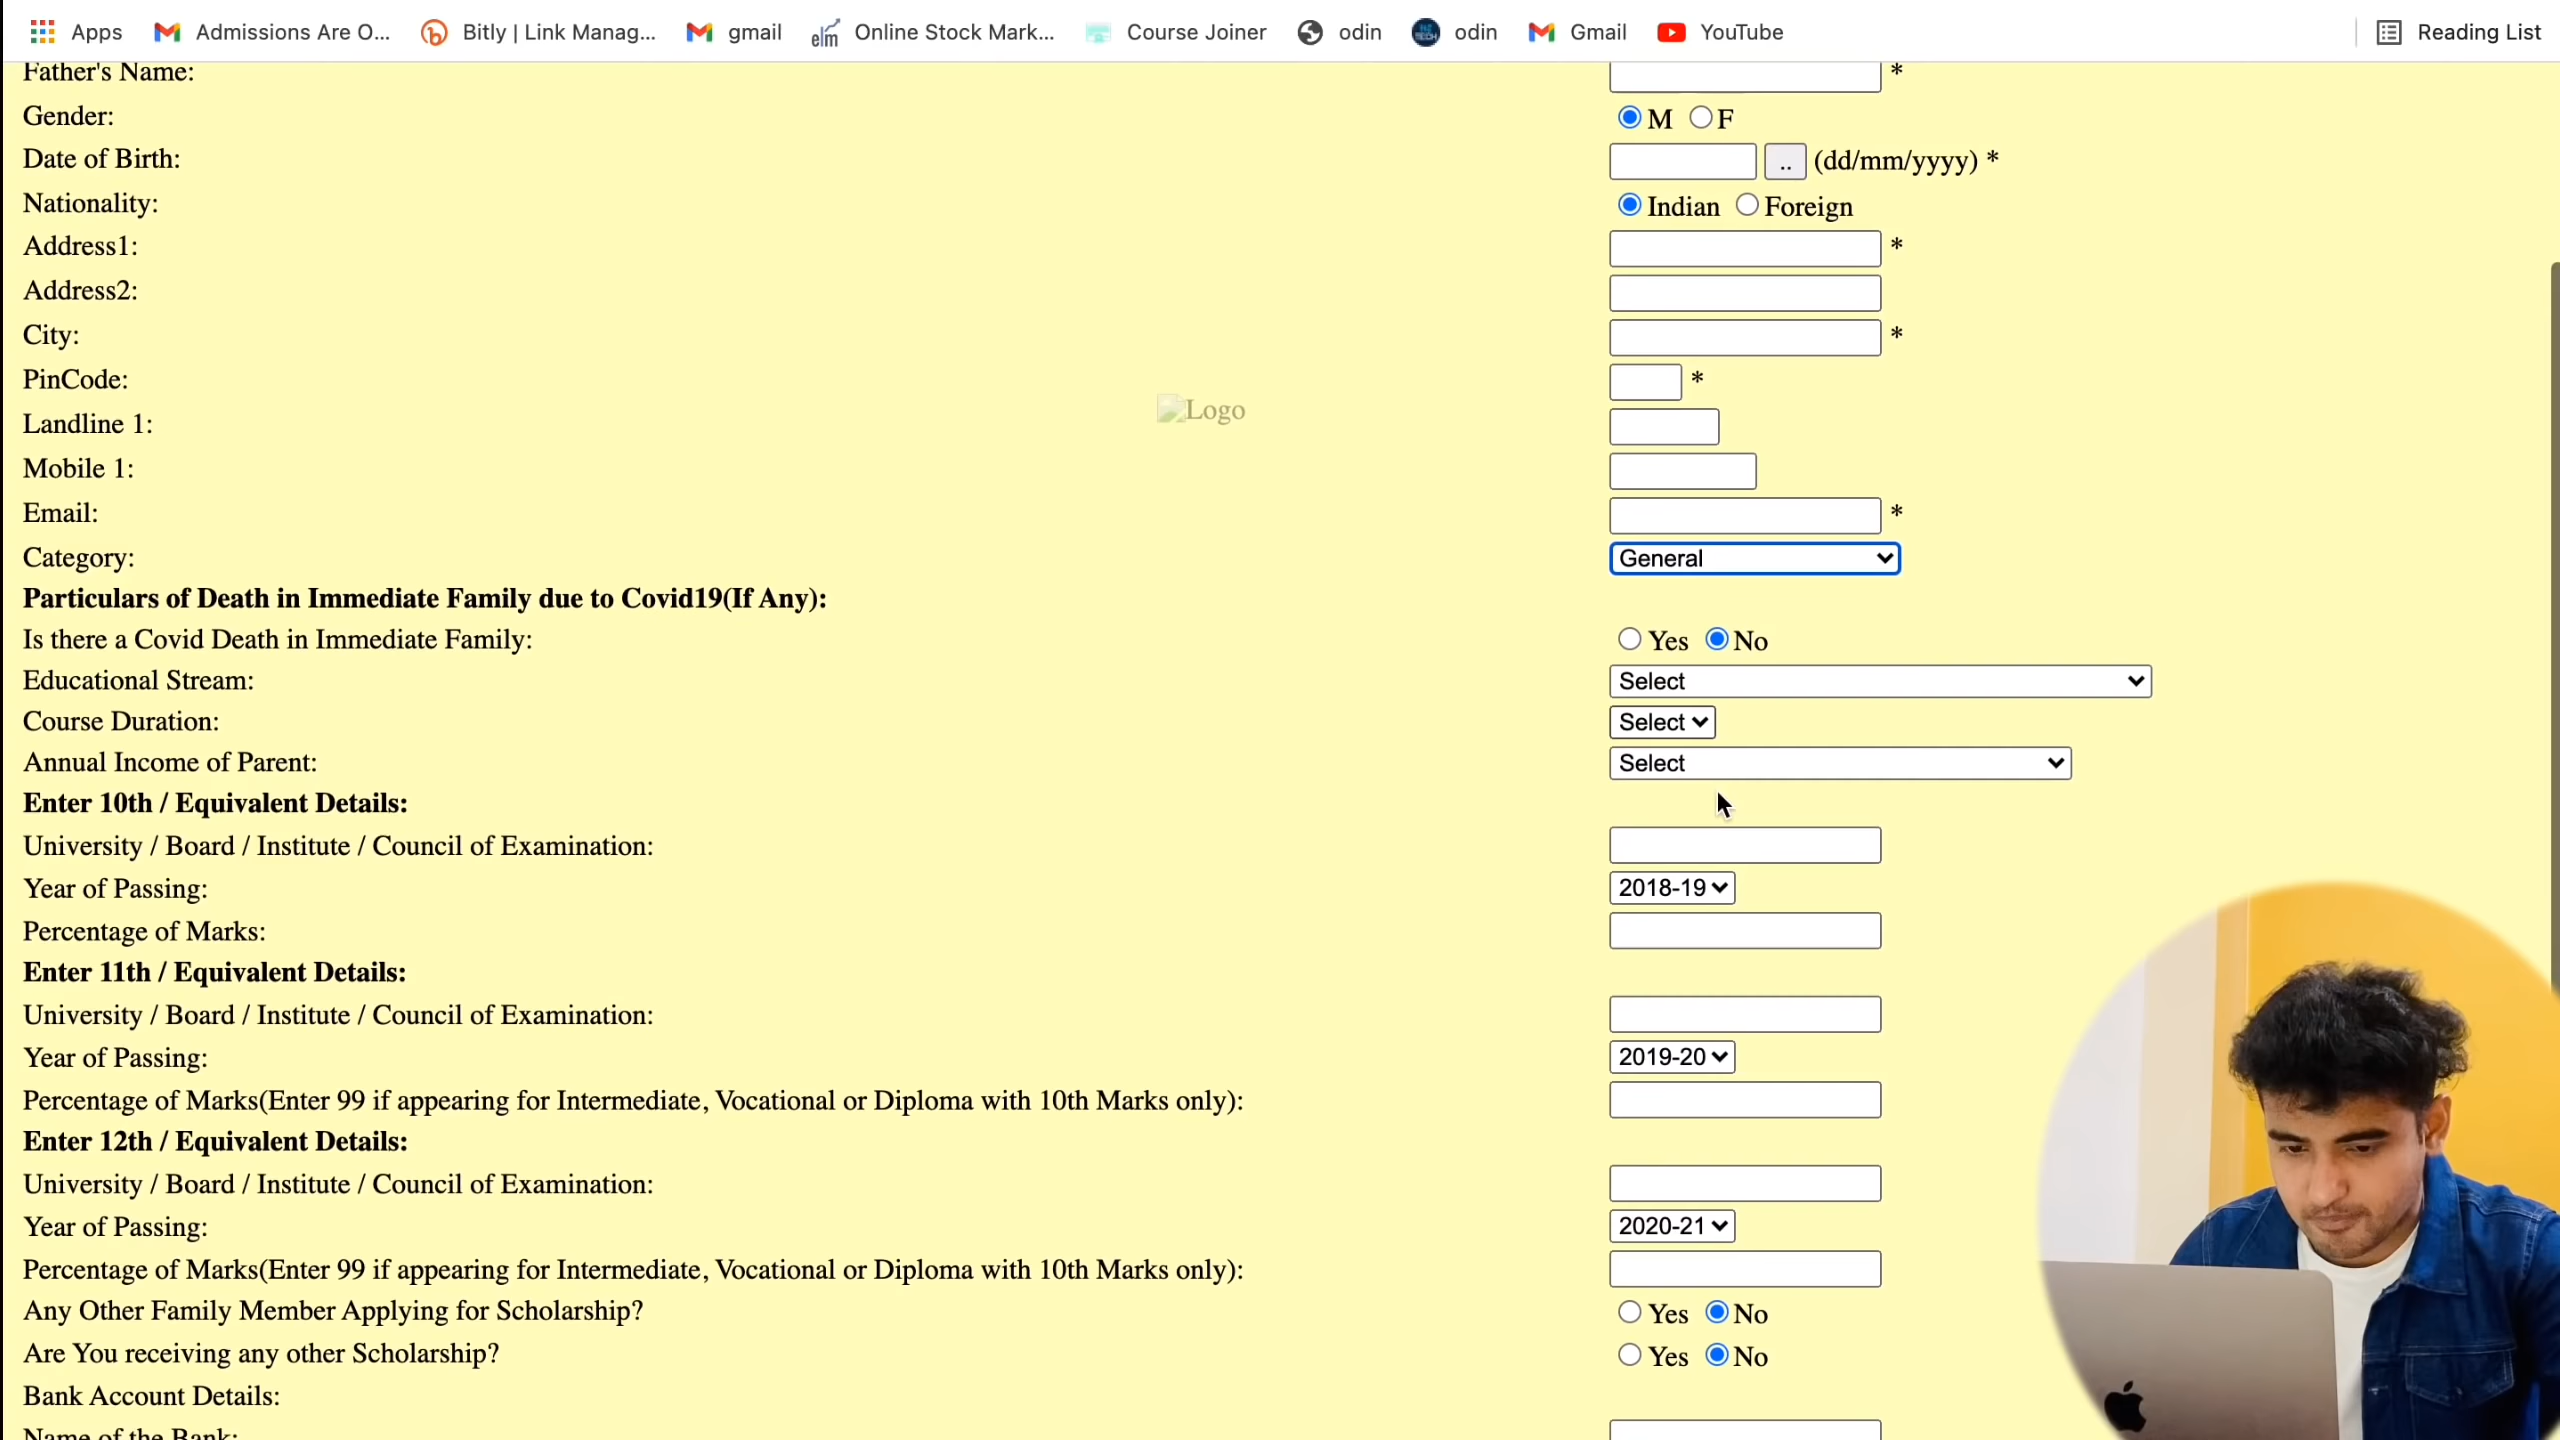 Apps Admissions Are O... Bitly | Link Manag... gmail elm Online Stock Mark... Course Joiner odin odin Gmail YouTube Reading List
Father's Name: *
Gender: M F
Date of Birth: .. (dd/mm/yyyy) *
Nationality: Indian Foreign
Address1: *
Address2:
City: *
PinCode: *
Logo
Landline 1:
Mobile 1:
Email: *
Category: General
Particulars of Death in Immediate Family due to Covid19(If Any):
Is there a Covid Death in Immediate Family: Yes No
Educational Stream: Select
Course Duration: Select
Annual Income of Parent: Select
Enter 10th / Equivalent Details:
University / Board / Institute / Council of Examination:
Year of Passing: 2018-19
Percentage of Marks:
Enter 11th / Equivalent Details:
University / Board / Institute / Council of Examination:
Year of Passing: 2019-20
Percentage of Marks(Enter 99 if appearing for Intermediate, Vocational or Diploma with 10th Marks only):
Enter 12th / Equivalent Details:
University / Board / Institute / Council of Examination:
Year of Passing: 2020-21
Percentage of Marks(Enter 99 if appearing for Intermediate, Vocational or Diploma with 10th Marks only):
Any Other Family Member Applying for Scholarship? Yes No
Are You receiving any other Scholarship? Yes No
Bank Account Details:
Name of the Bank: